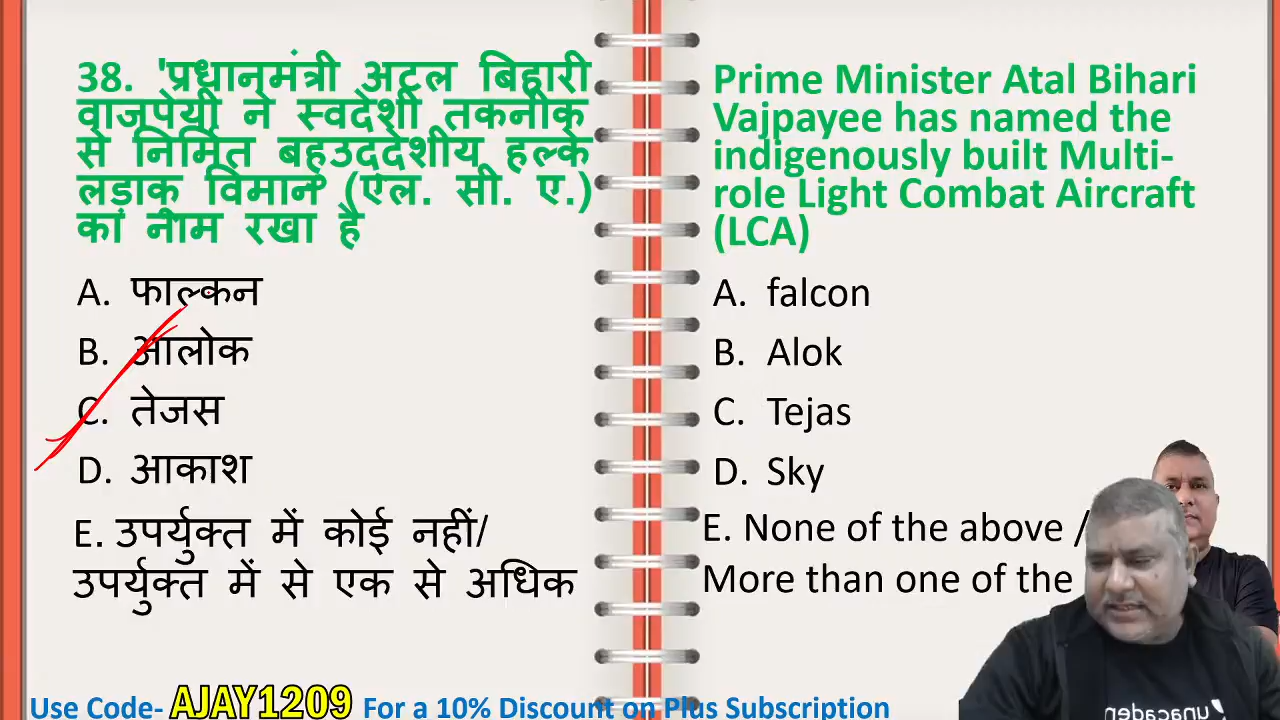 38. 'प्रधानमंत्री अटल बिहारी
वाजपेयी ने स्वदेशी तकनीक
से निर्मित बहुउद्देशीय हल्के
लड़ाकू विमान (एल. सी. ए.)
का नाम रखा है
A. फाल्कन
B. आलोक
C. तेजस
D. आकाश
E. उपर्युक्त में कोई नहीं/
उपर्युक्त में से एक से अधिक
Prime Minister Atal Bihari
Vajpayee has named the
indigenously built Multi-
role Light Combat Aircraft
(LCA)
A. falcon
B. Alok
C. Tejas
D. Sky
E. None of the above /
More than one of the
Use Code- AJAY1209 For a 10% Discount on Plus Subscription